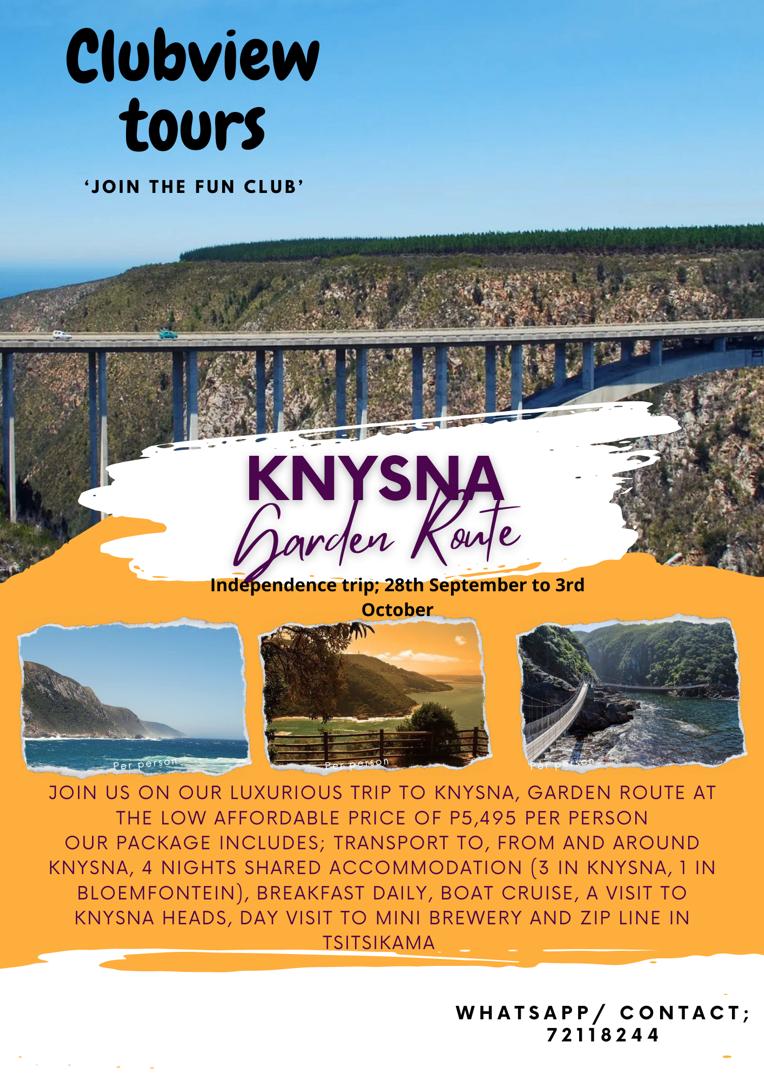 Clubview
tours
‘JOIN THE FUN CLUB’
KNYSNA
Garden Route
Independence trip; 28th September to 3rd
October
Per person
Per person
Per person
JOIN US ON OUR LUXURIOUS TRIP TO KNYSNA, GARDEN ROUTE AT
THE LOW AFFORDABLE PRICE OF P5,495 PER PERSON
OUR PACKAGE INCLUDES; TRANSPORT TO, FROM AND AROUND
KNYSNA, 4 NIGHTS SHARED ACCOMMODATION (3 IN KNYSNA, 1 IN
BLOEMFONTEIN), BREAKFAST DAILY, BOAT CRUISE, A VISIT TO
KNYSNA HEADS, DAY VISIT TO MINI BREWERY AND ZIP LINE IN
TSITSIKAMA
WHATSAPP/ CONTACT;
72118244